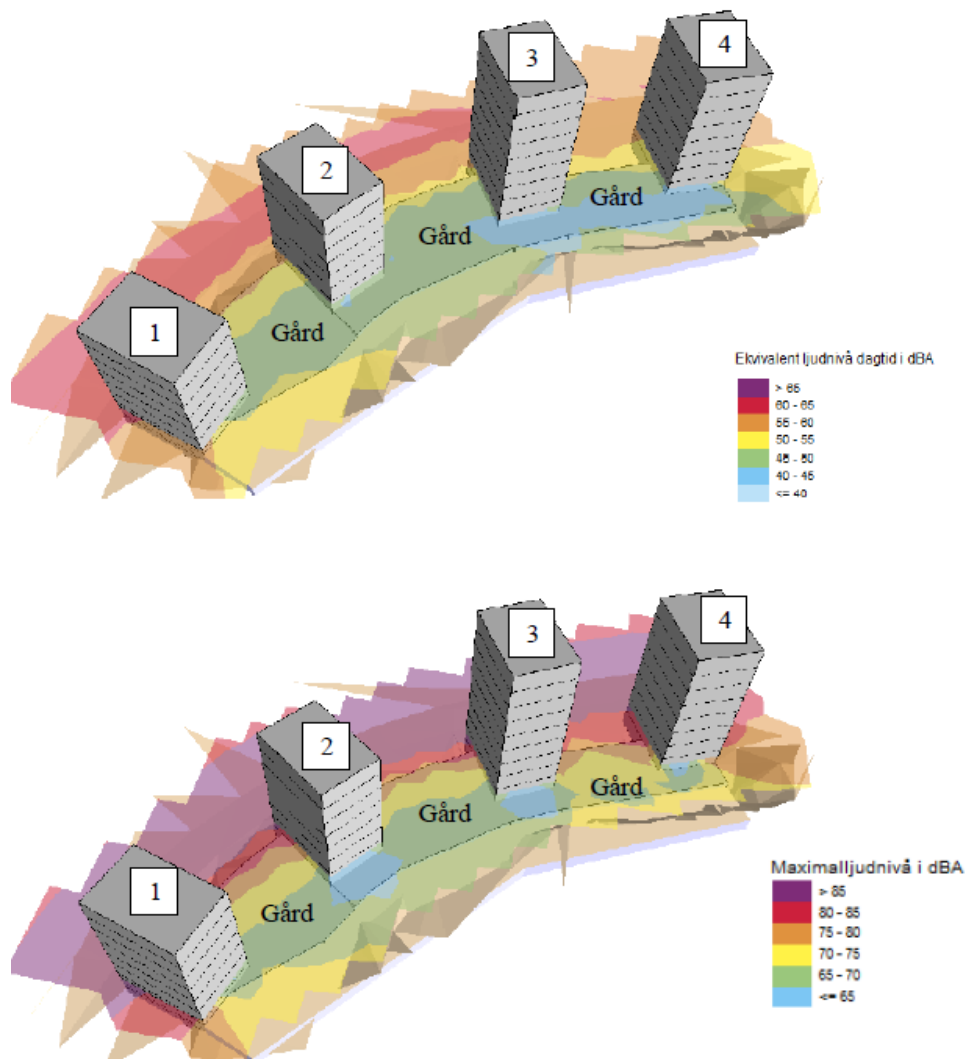 3
4
2
Gård
Gård
1
Gård
Ekvivalent ljudnivå dagtid i dBA
> 65
60 - 65
55 - 60
50 - 55
45 - 50
40 - 45
<= 40
3
4
2
Gård
Gård
1
Gård
Maximalljudnivå i dBA
> 85
80 - 85
75 - 80
70 - 75
65 - 70
<= 65